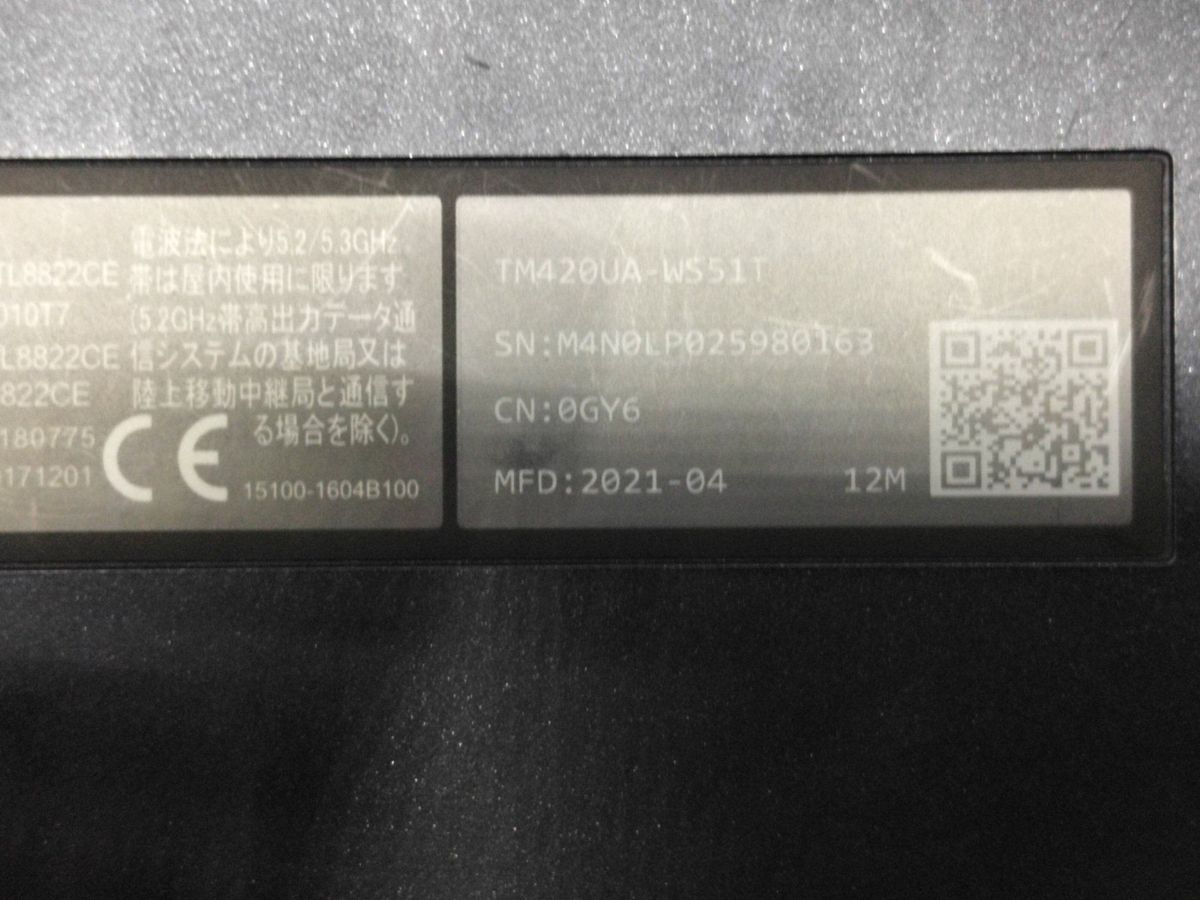 電波法により5.2/5.3GHz
TL8822CE 帯は屋内使用に限ります
010T7 (5.2GHz帯高出力データ通
TL8822CE 信システムの基地局又は
8822CE 陸上移動中継局と通信す
180775 る場合を除く)。
171201 CE 15100-1604B100
TM420UA-WS51T
SN:M4N0LP025980163
CN:0GY6
MFD:2021-04 12M